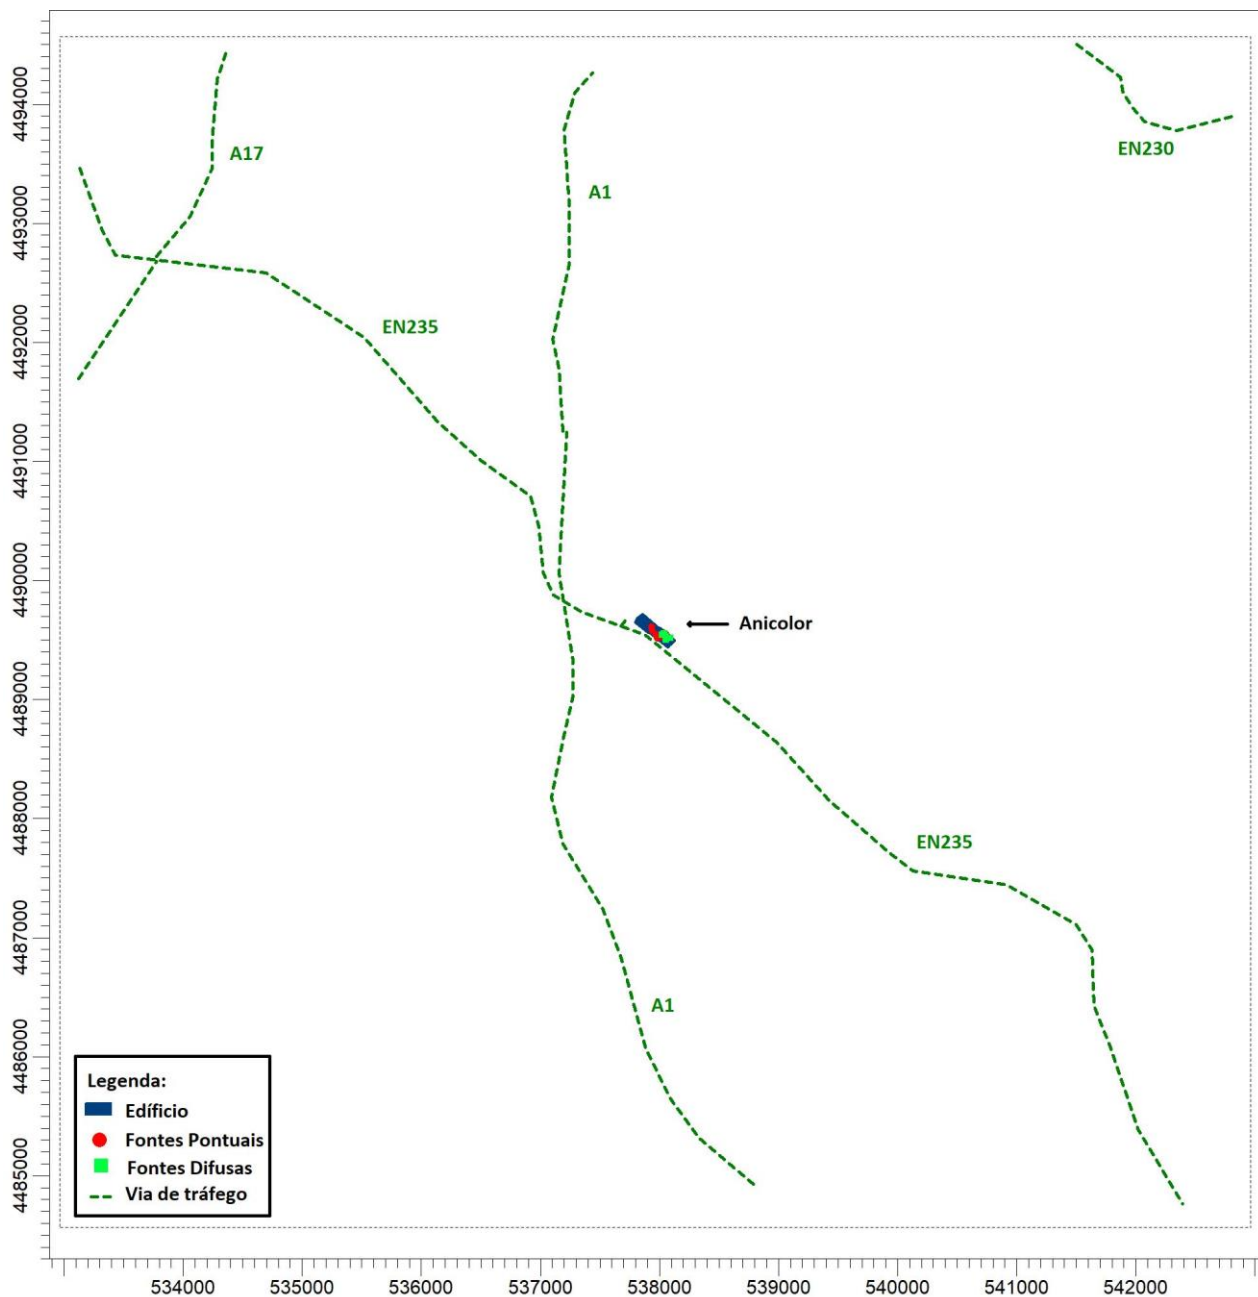 A17
A1
EN230
EN235
Anicolor
EN235
A1
Legenda:
Edíficio
Fontes Pontuais
Fontes Difusas
Via de tráfego
4494000
4493000
4492000
4491000
4490000
4489000
4488000
4487000
4486000
4485000
534000 535000 536000 537000 538000 539000 540000 541000 542000